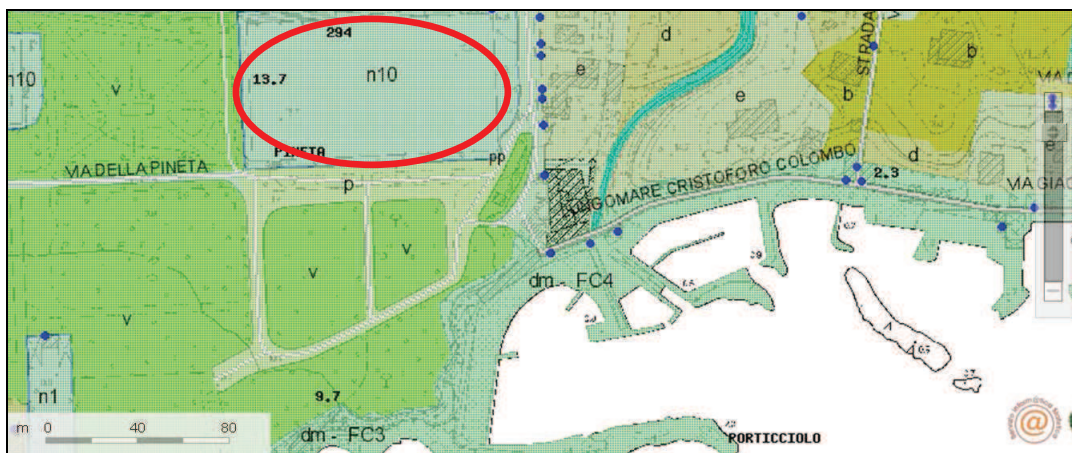 294
n10
13.7
n10
PINETA
pp
VIA DELLA PINETA
p
v
v
v
v
d
e
e
b
b
STRADA
d
e
2.3
LUNGOMARE CRISTOFORO COLOMBO
VIA GIAC
dm - FC4
n1
9.7
dm - FC3
m 0 40 80
PORTICCIOLO
@